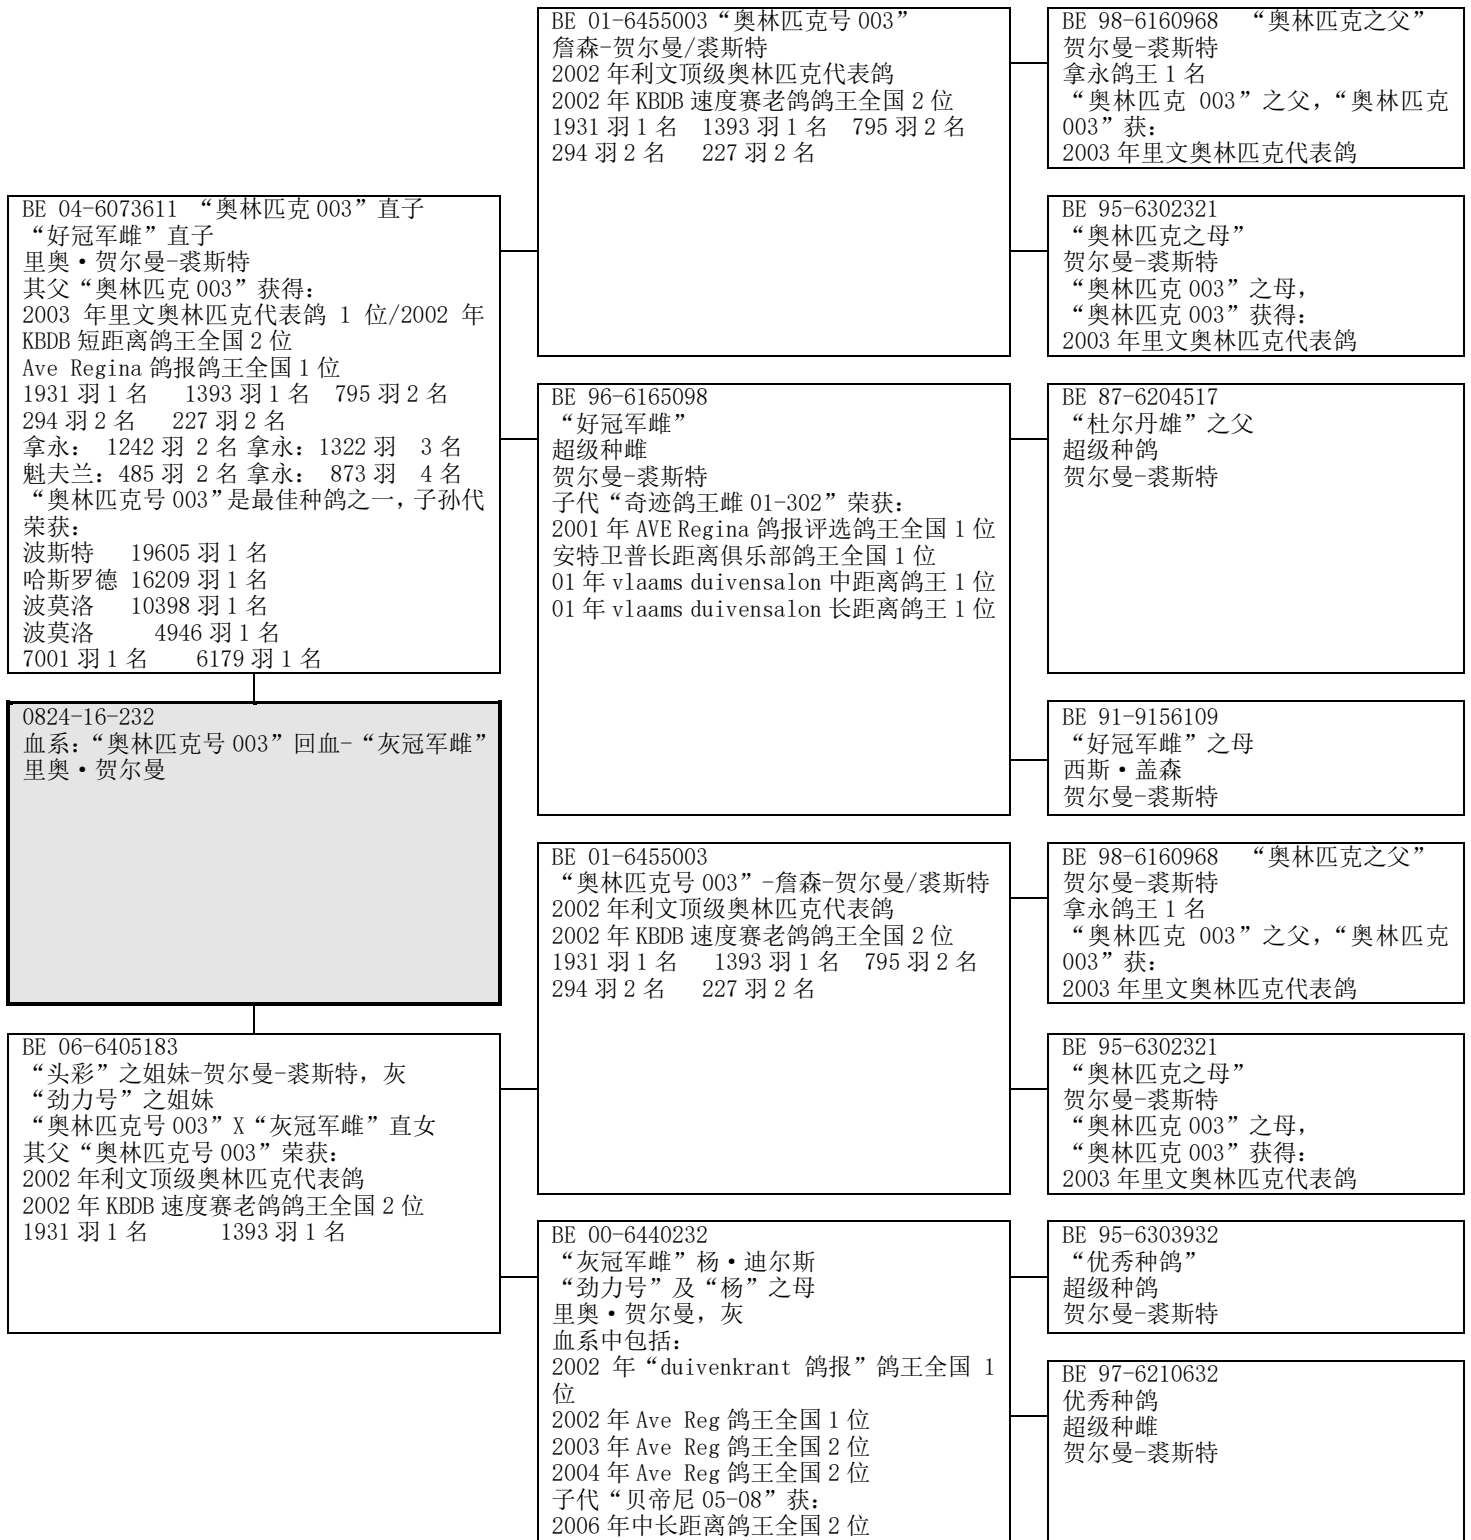 BE 04-6073611 “奥林匹克003”直子
“好冠军雌”直子
里奥•贺尔曼-裘斯特
其父“奥林匹克003”获得：
2003 年里文奥林匹克代表鸽 1 位/2002 年
KBDB 短距离鸽王全国 2 位
Ave Regina 鸽报鸽王全国 1 位
1931 羽 1 名 1393 羽 1 名 795 羽 2 名
294 羽 2 名 227 羽 2 名
拿永： 1242 羽 2 名 拿永：1322 羽 3 名
魁夫兰：485 羽 2 名 拿永： 873 羽 4 名
“奥林匹克号 003”是最佳种鸽之一，子孙代
荣获：
波斯特 19605 羽 1 名
哈斯罗德 16209 羽 1 名
波莫洛 10398 羽 1 名
波莫洛 4946 羽 1 名
7001 羽 1 名 6179 羽 1 名
0824-16-232
血系：“奥林匹克号 003”回血-“灰冠军雌”
里奥•贺尔曼
BE 06-6405183
“头彩”之姐妹-贺尔曼-裘斯特，灰
“劲力号”之姐妹
“奥林匹克号 003”X“灰冠军雌”直女
其父“奥林匹克号 003”荣获：
2002 年利文顶级奥林匹克代表鸽
2002 年 KBDB 速度赛老鸽鸽王全国 2 位
1931 羽 1 名 1393 羽 1 名
BE 01-6455003“奥林匹克号 003”
詹森-贺尔曼/裘斯特
2002 年利文顶级奥林匹克代表鸽
2002 年 KBDB 速度赛老鸽鸽王全国 2 位
1931 羽 1 名 1393 羽 1 名 795 羽 2 名
294 羽 2 名 227 羽 2 名
BE 96-6165098
“好冠军雌”
超级种雌
贺尔曼-裘斯特
子代“奇迹鸽王雌 01-302”荣获：
2001 年 AVE Regina 鸽报评选鸽王全国 1 位
安特卫普长距离俱乐部鸽王全国 1 位
01 年 vlaams duivensalon 中距离鸽王 1 位
01 年 vlaams duivensalon 长距离鸽王 1 位
BE 01-6455003
“奥林匹克号 003”-詹森-贺尔曼/裘斯特
2002 年利文顶级奥林匹克代表鸽
2002 年 KBDB 速度赛老鸽鸽王全国 2 位
1931 羽 1 名 1393 羽 1 名 795 羽 2 名
294 羽 2 名 227 羽 2 名
BE 00-6440232
“灰冠军雌”杨•迪尔斯
“劲力号”及“杨”之母
里奥•贺尔曼，灰
血系中包括：
2002 年“duivenkrant 鸽报”鸽王全国 1
位
2002 年 Ave Reg 鸽王全国 1 位
2003 年 Ave Reg 鸽王全国 2 位
2004 年 Ave Reg 鸽王全国 2 位
子代“贝帝尼 05-08”获：
2006 年中长距离鸽王全国 2 位
BE 98-6160968 “奥林匹克之父”
贺尔曼-裘斯特
拿永鸽王 1 名
“奥林匹克 003”之父，“奥林匹克
003”获：
2003 年里文奥林匹克代表鸽
BE 95-6302321
“奥林匹克之母”
贺尔曼-裘斯特
“奥林匹克 003”之母，
“奥林匹克 003”获得：
2003 年里文奥林匹克代表鸽
BE 87-6204517
“杜尔丹雄”之父
超级种鸽
贺尔曼-裘斯特
BE 91-9156109
“好冠军雌”之母
西斯•盖森
贺尔曼-裘斯特
BE 98-6160968 “奥林匹克之父”
贺尔曼-裘斯特
拿永鸽王 1 名
“奥林匹克 003”之父，“奥林匹克
003”获：
2003 年里文奥林匹克代表鸽
BE 95-6302321
“奥林匹克之母”
贺尔曼-裘斯特
“奥林匹克 003”之母，
“奥林匹克 003”获得：
2003 年里文奥林匹克代表鸽
BE 95-6303932
“优秀种鸽”
超级种鸽
贺尔曼-裘斯特
BE 97-6210632
优秀种鸽
超级种雌
贺尔曼-裘斯特